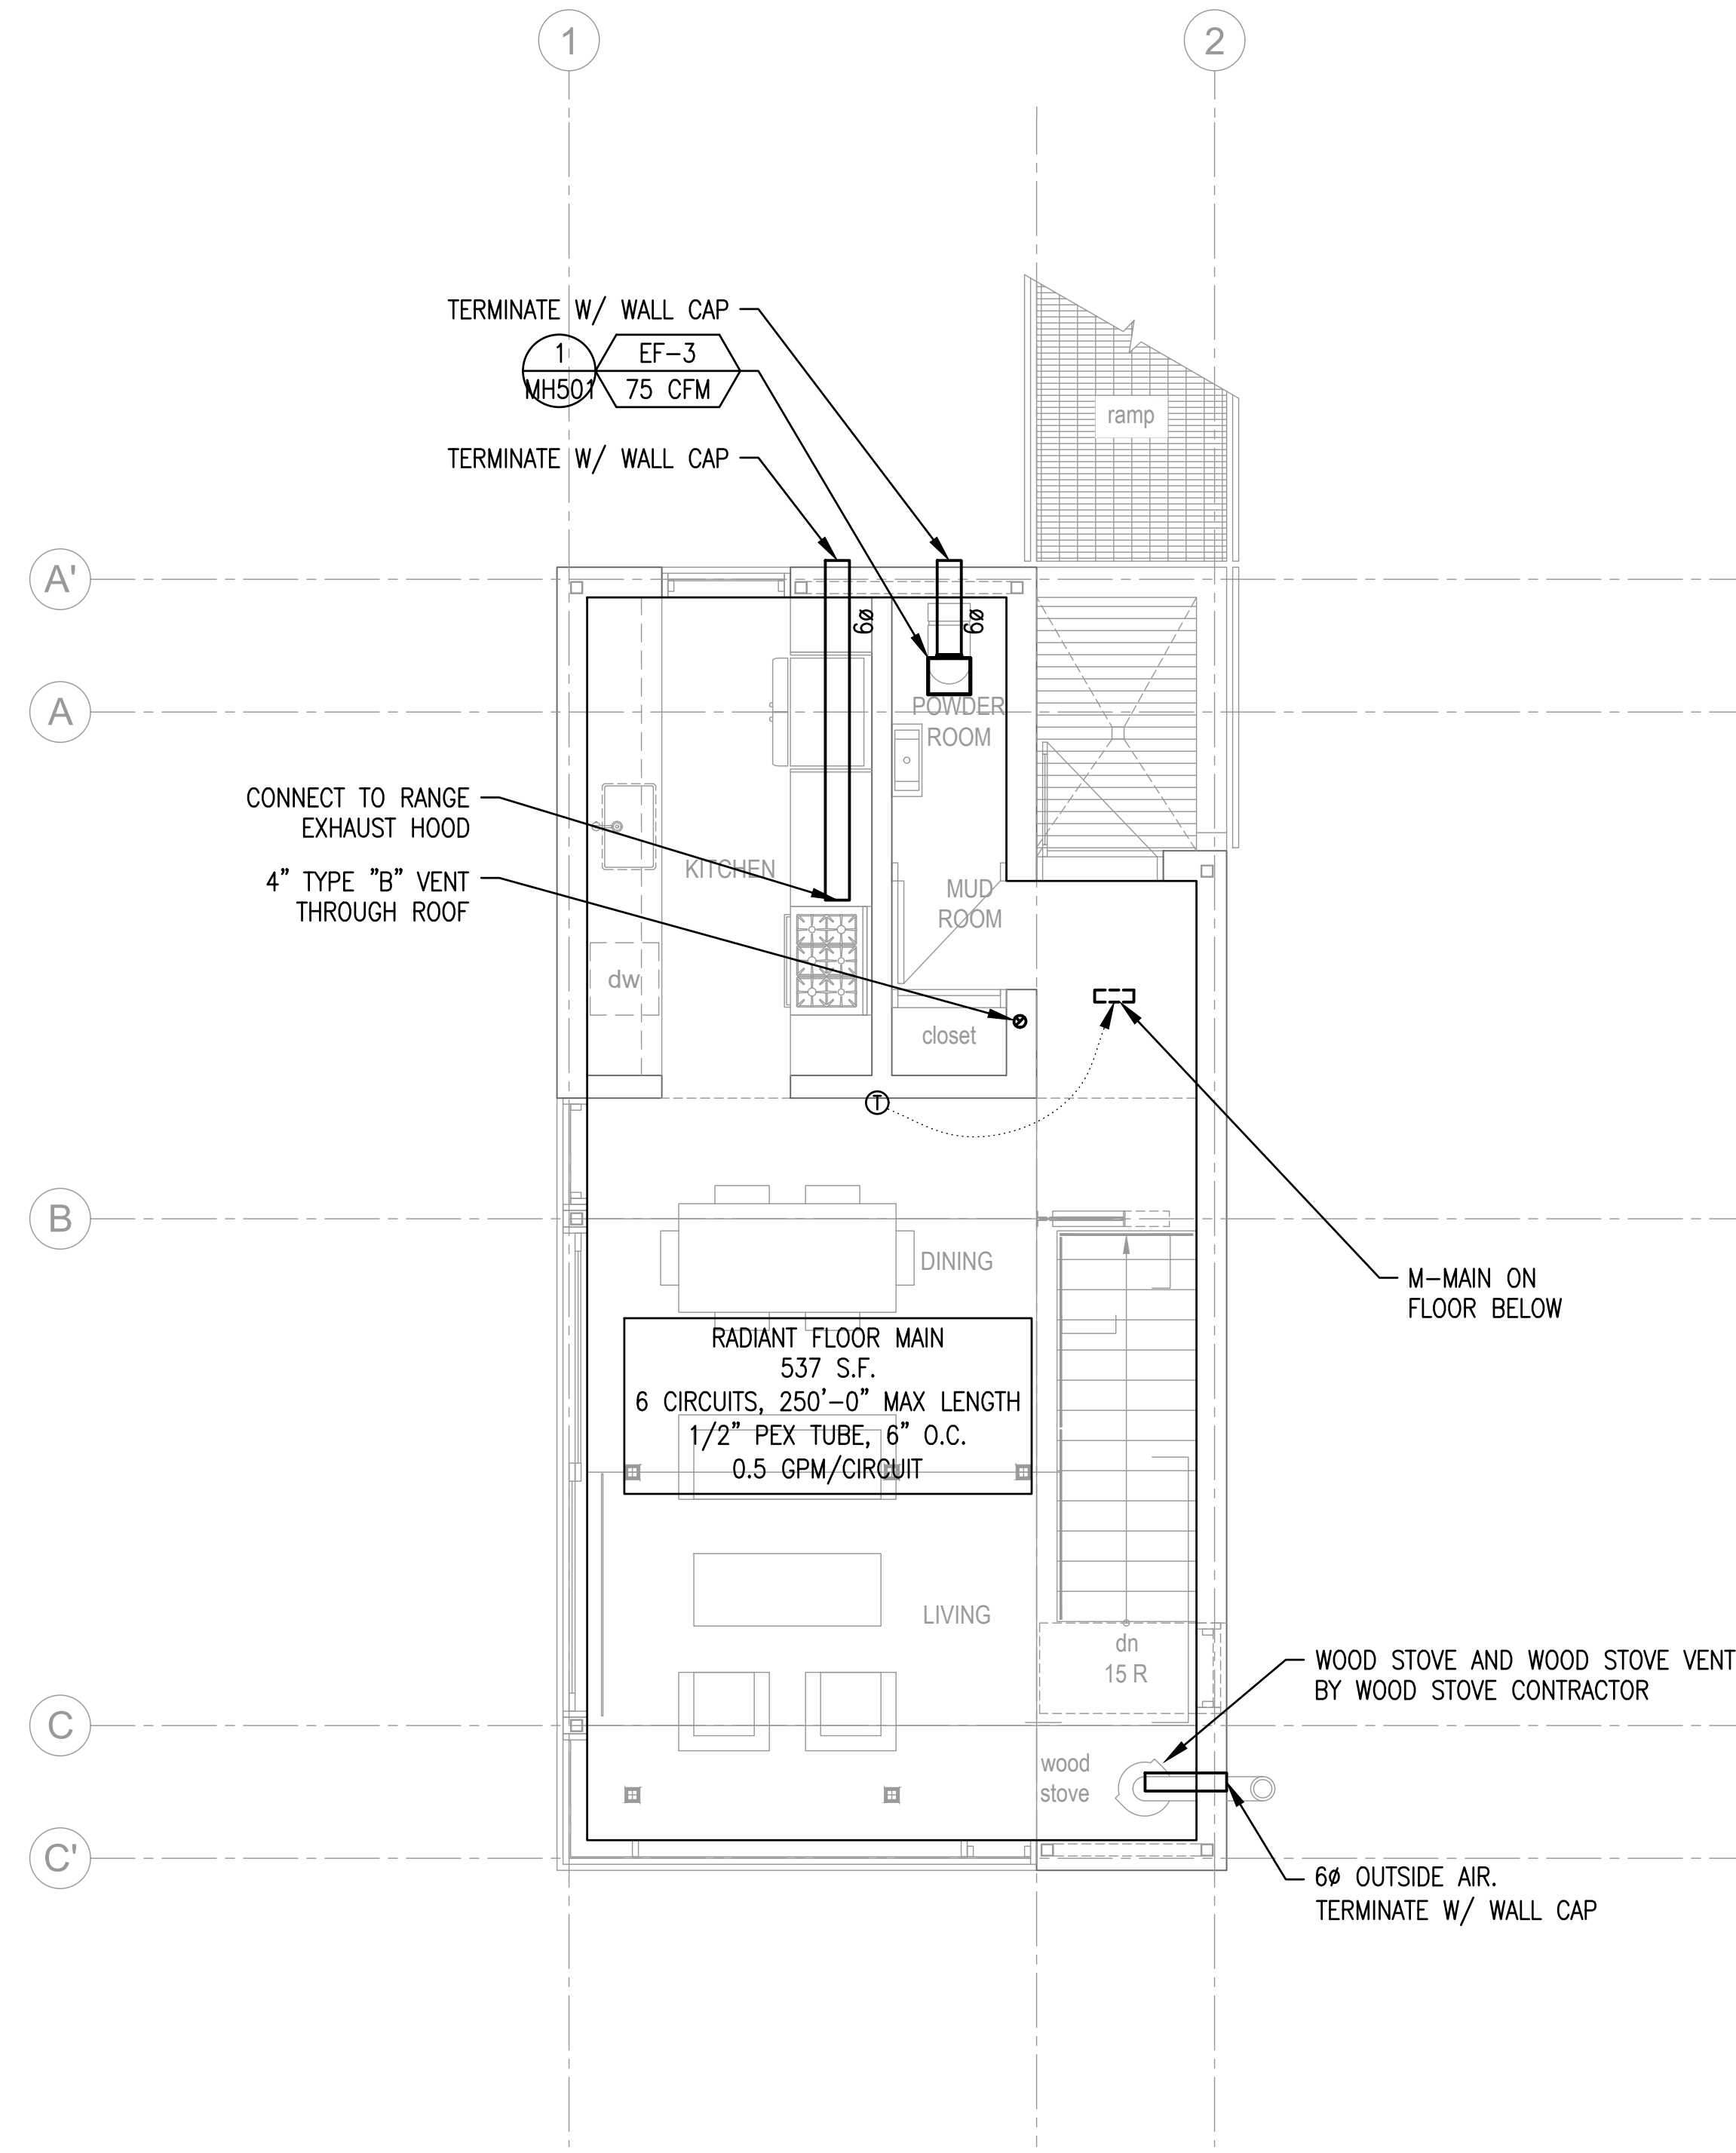 1
2
TERMINATE W/ WALL CAP
1
MH501
EF-3
75 CFM
ramp
TERMINATE W/ WALL CAP
A'
6ø
6ø
A
POWDER
ROOM
CONNECT TO RANGE
EXHAUST HOOD
KITCHEN
4" TYPE "B" VENT
THROUGH ROOF
MUD
ROOM
dw
closet
T
B
DINING
M-MAIN ON
FLOOR BELOW
RADIANT FLOOR MAIN
537 S.F.
6 CIRCUITS, 250'-0" MAX LENGTH
1/2" PEX TUBE, 6" O.C.
0.5 GPM/CIRCUIT
LIVING
dn
15 R
WOOD STOVE AND WOOD STOVE VENT
BY WOOD STOVE CONTRACTOR
C
wood
stove
C'
6ø OUTSIDE AIR.
TERMINATE W/ WALL CAP